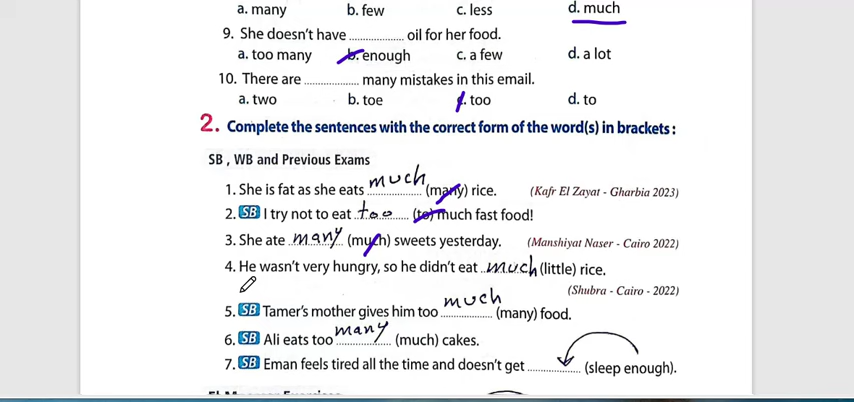 a. many b. few c. less d. much
9. She doesn't have ............... oil for her food.
a. too many b. enough c. a few d. a lot
10. There are ............... many mistakes in this email.
a. two b. toe c. too d. to
2. Complete the sentences with the correct form of the word(s) in brackets :
SB , WB and Previous Exams
1. She is fat as she eats much (many) rice. (Kafr El Zayat - Gharbia 2023)
2. SB I try not to eat too (to) much fast food!
3. She ate many (much) sweets yesterday. (Manshiyat Naser - Cairo 2022)
4. He wasn't very hungry, so he didn't eat much (little) rice.
(Shubra - Cairo - 2022)
5. SB Tamer's mother gives him too much (many) food.
6. SB Ali eats too many (much) cakes.
7. SB Eman feels tired all the time and doesn't get ............... (sleep enough).